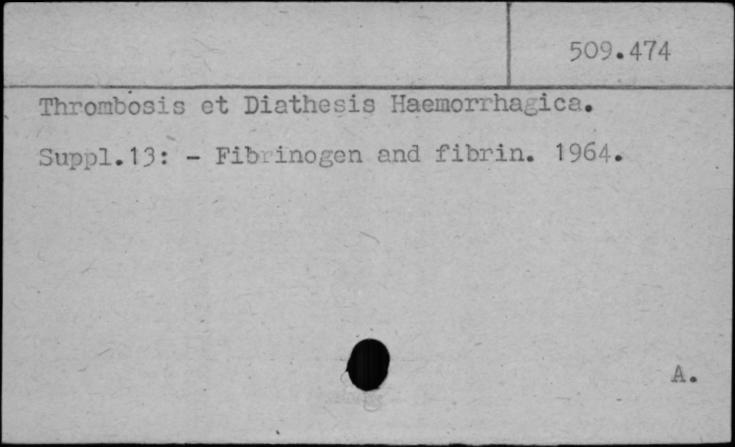 509.474
Thrombosis et Diathesis Haemorrhagica.
Suppl.13: - Fibrinogen and fibrin. 1964.
A.